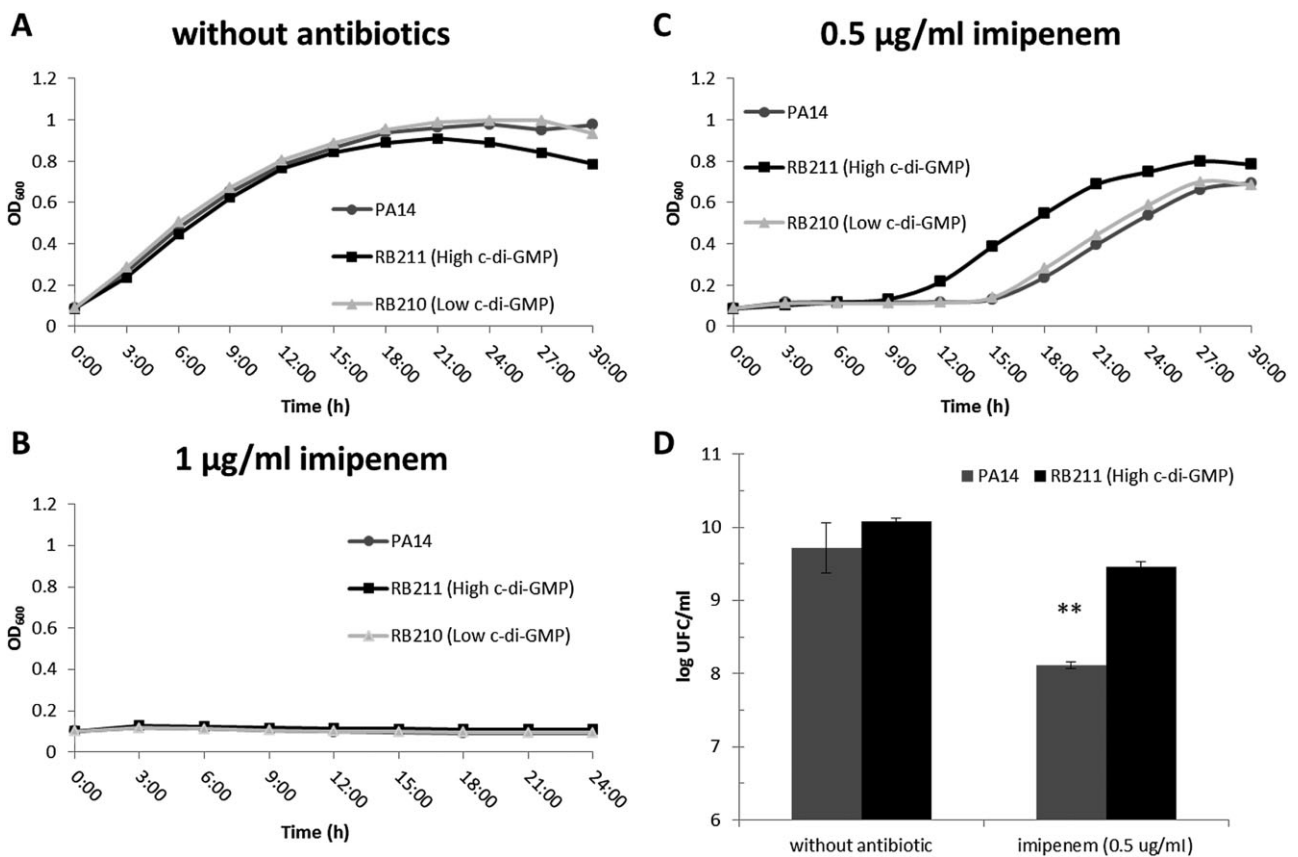 A
without antibiotics
1.2
1
0.8
0.6
0.4
0.2
0
OD600
PA14
RB211 (High c-di-GMP)
RB210 (Low c-di-GMP)
0:00
3:00
6:00
9:00
12:00
15:00
18:00
21:00
24:00
27:00
30:00
Time (h)
B
1 µg/ml imipenem
1.2
1
0.8
0.6
0.4
0.2
0
OD600
PA14
RB211 (High c-di-GMP)
RB210 (Low c-di-GMP)
0:00
3:00
6:00
9:00
12:00
15:00
18:00
21:00
24:00
Time (h)
C
0.5 µg/ml imipenem
1.2
1
0.8
0.6
0.4
0.2
0
OD600
PA14
RB211 (High c-di-GMP)
RB210 (Low c-di-GMP)
0:00
3:00
6:00
9:00
12:00
15:00
18:00
21:00
24:00
27:00
30:00
Time (h)
D
11
10
9
8
7
6
log UFC/ml
PA14 RB211 (High c-di-GMP)
**
without antibiotic
imipenem (0.5 ug/ml)